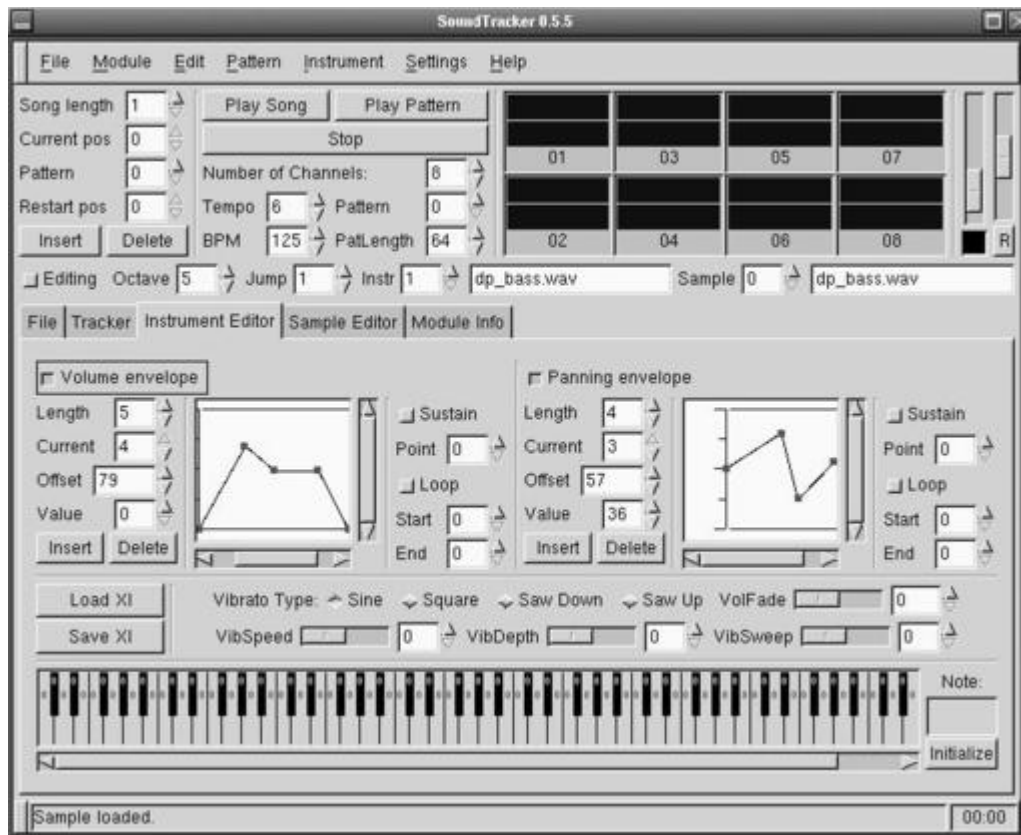 SoundTracker 0.5.5
File Module Edit Pattern Instrument Settings Help
Song length 1 Play Song Play Pattern
Current pos 0 Stop
01 03 05 07
Pattern 0 Number of Channels: 8
Restart pos 0 Tempo 6 Pattern 0
Insert Delete BPM 125 PatLength 64 02 04 06 08 R
Editing Octave 5 Jump 1 Instr 1 dp_bass.wav Sample 0 dp_bass.wav
File Tracker Instrument Editor Sample Editor Module Info
Volume envelope Panning envelope
Length 5 Sustain Length 4 Sustain
Current 4 Point 0 Current 3 Point 0
Offset 79 Loop Offset 57 Loop
Value 0 Start 0 Value 36 Start 0
Insert Delete End 0 Insert Delete End 0
Load XI Vibrato Type: Sine Square Saw Down Saw Up VolFade 0
Save XI VibSpeed 0 VibDepth 0 VibSweep 0
Note:
Initialize
Sample loaded. 00:00